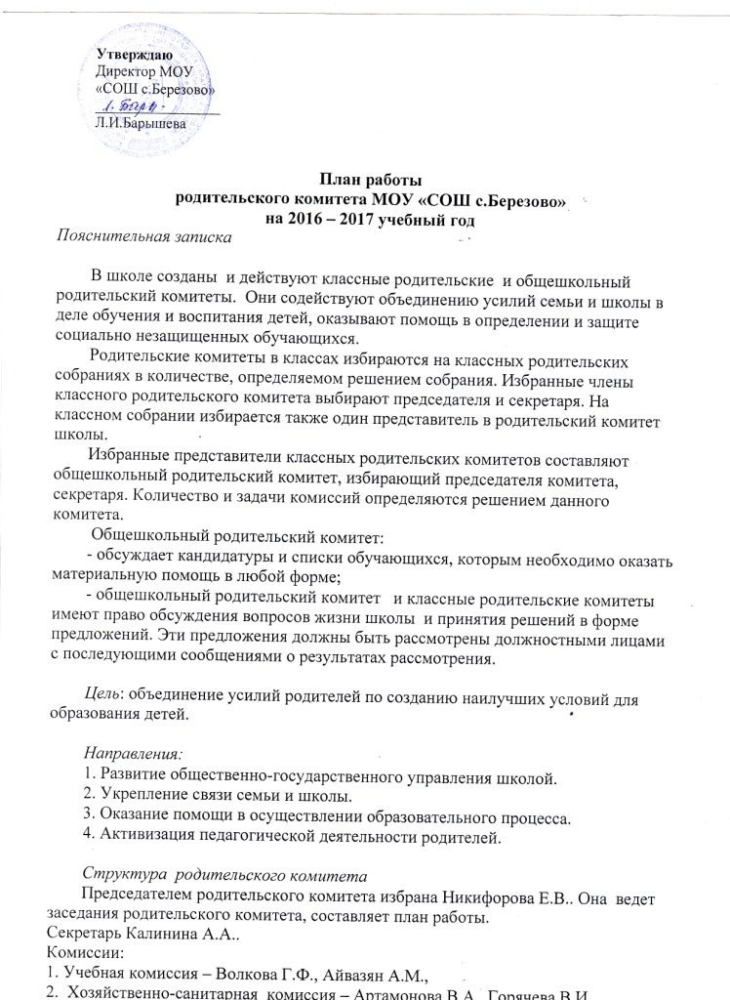 Утверждаю
Директор МОУ
«СОШ с.Березово»
Л.И.Барышева
План работы
родительского комитета МОУ «СОШ с.Березово»
на 2016 – 2017 учебный год
Пояснительная записка
В школе созданы и действуют классные родительские и общешкольный
родительский комитеты. Они содействуют объединению усилий семьи и школы в
деле обучения и воспитания детей, оказывают помощь в определении и защите
социально незащищенных обучающихся.
Родительские комитеты в классах избираются на классных родительских
собраниях в количестве, определяемом решением собрания. Избранные члены
классного родительского комитета выбирают председателя и секретаря. На
классном собрании избирается также один представитель в родительский комитет
школы.
Избранные представители классных родительских комитетов составляют
общешкольный родительский комитет, избирающий председателя комитета,
секретаря. Количество и задачи комиссий определяются решением данного
комитета.
Общешкольный родительский комитет:
- обсуждает кандидатуры и списки обучающихся, которым необходимо оказать
материальную помощь в любой форме;
- общешкольный родительский комитет и классные родительские комитеты
имеют право обсуждения вопросов жизни школы и принятия решений в форме
предложений. Эти предложения должны быть рассмотрены должностными лицами
с последующими сообщениями о результатах рассмотрения.
Цель: объединение усилий родителей по созданию наилучших условий для
образования детей.
Направления:
1. Развитие общественно-государственного управления школой.
2. Укрепление связи семьи и школы.
3. Оказание помощи в осуществлении образовательного процесса.
4. Активизация педагогической деятельности родителей.
Структура родительского комитета
Председателем родительского комитета избрана Никифорова Е.В.. Она ведет
заседания родительского комитета, составляет план работы.
Секретарь Калинина А.А..
Комиссии:
1. Учебная комиссия – Волкова Г.Ф., Айвазян А.М.,
2. Хозяйственно-санитарная комиссия – Артамонова В.А., Горячева В.И.